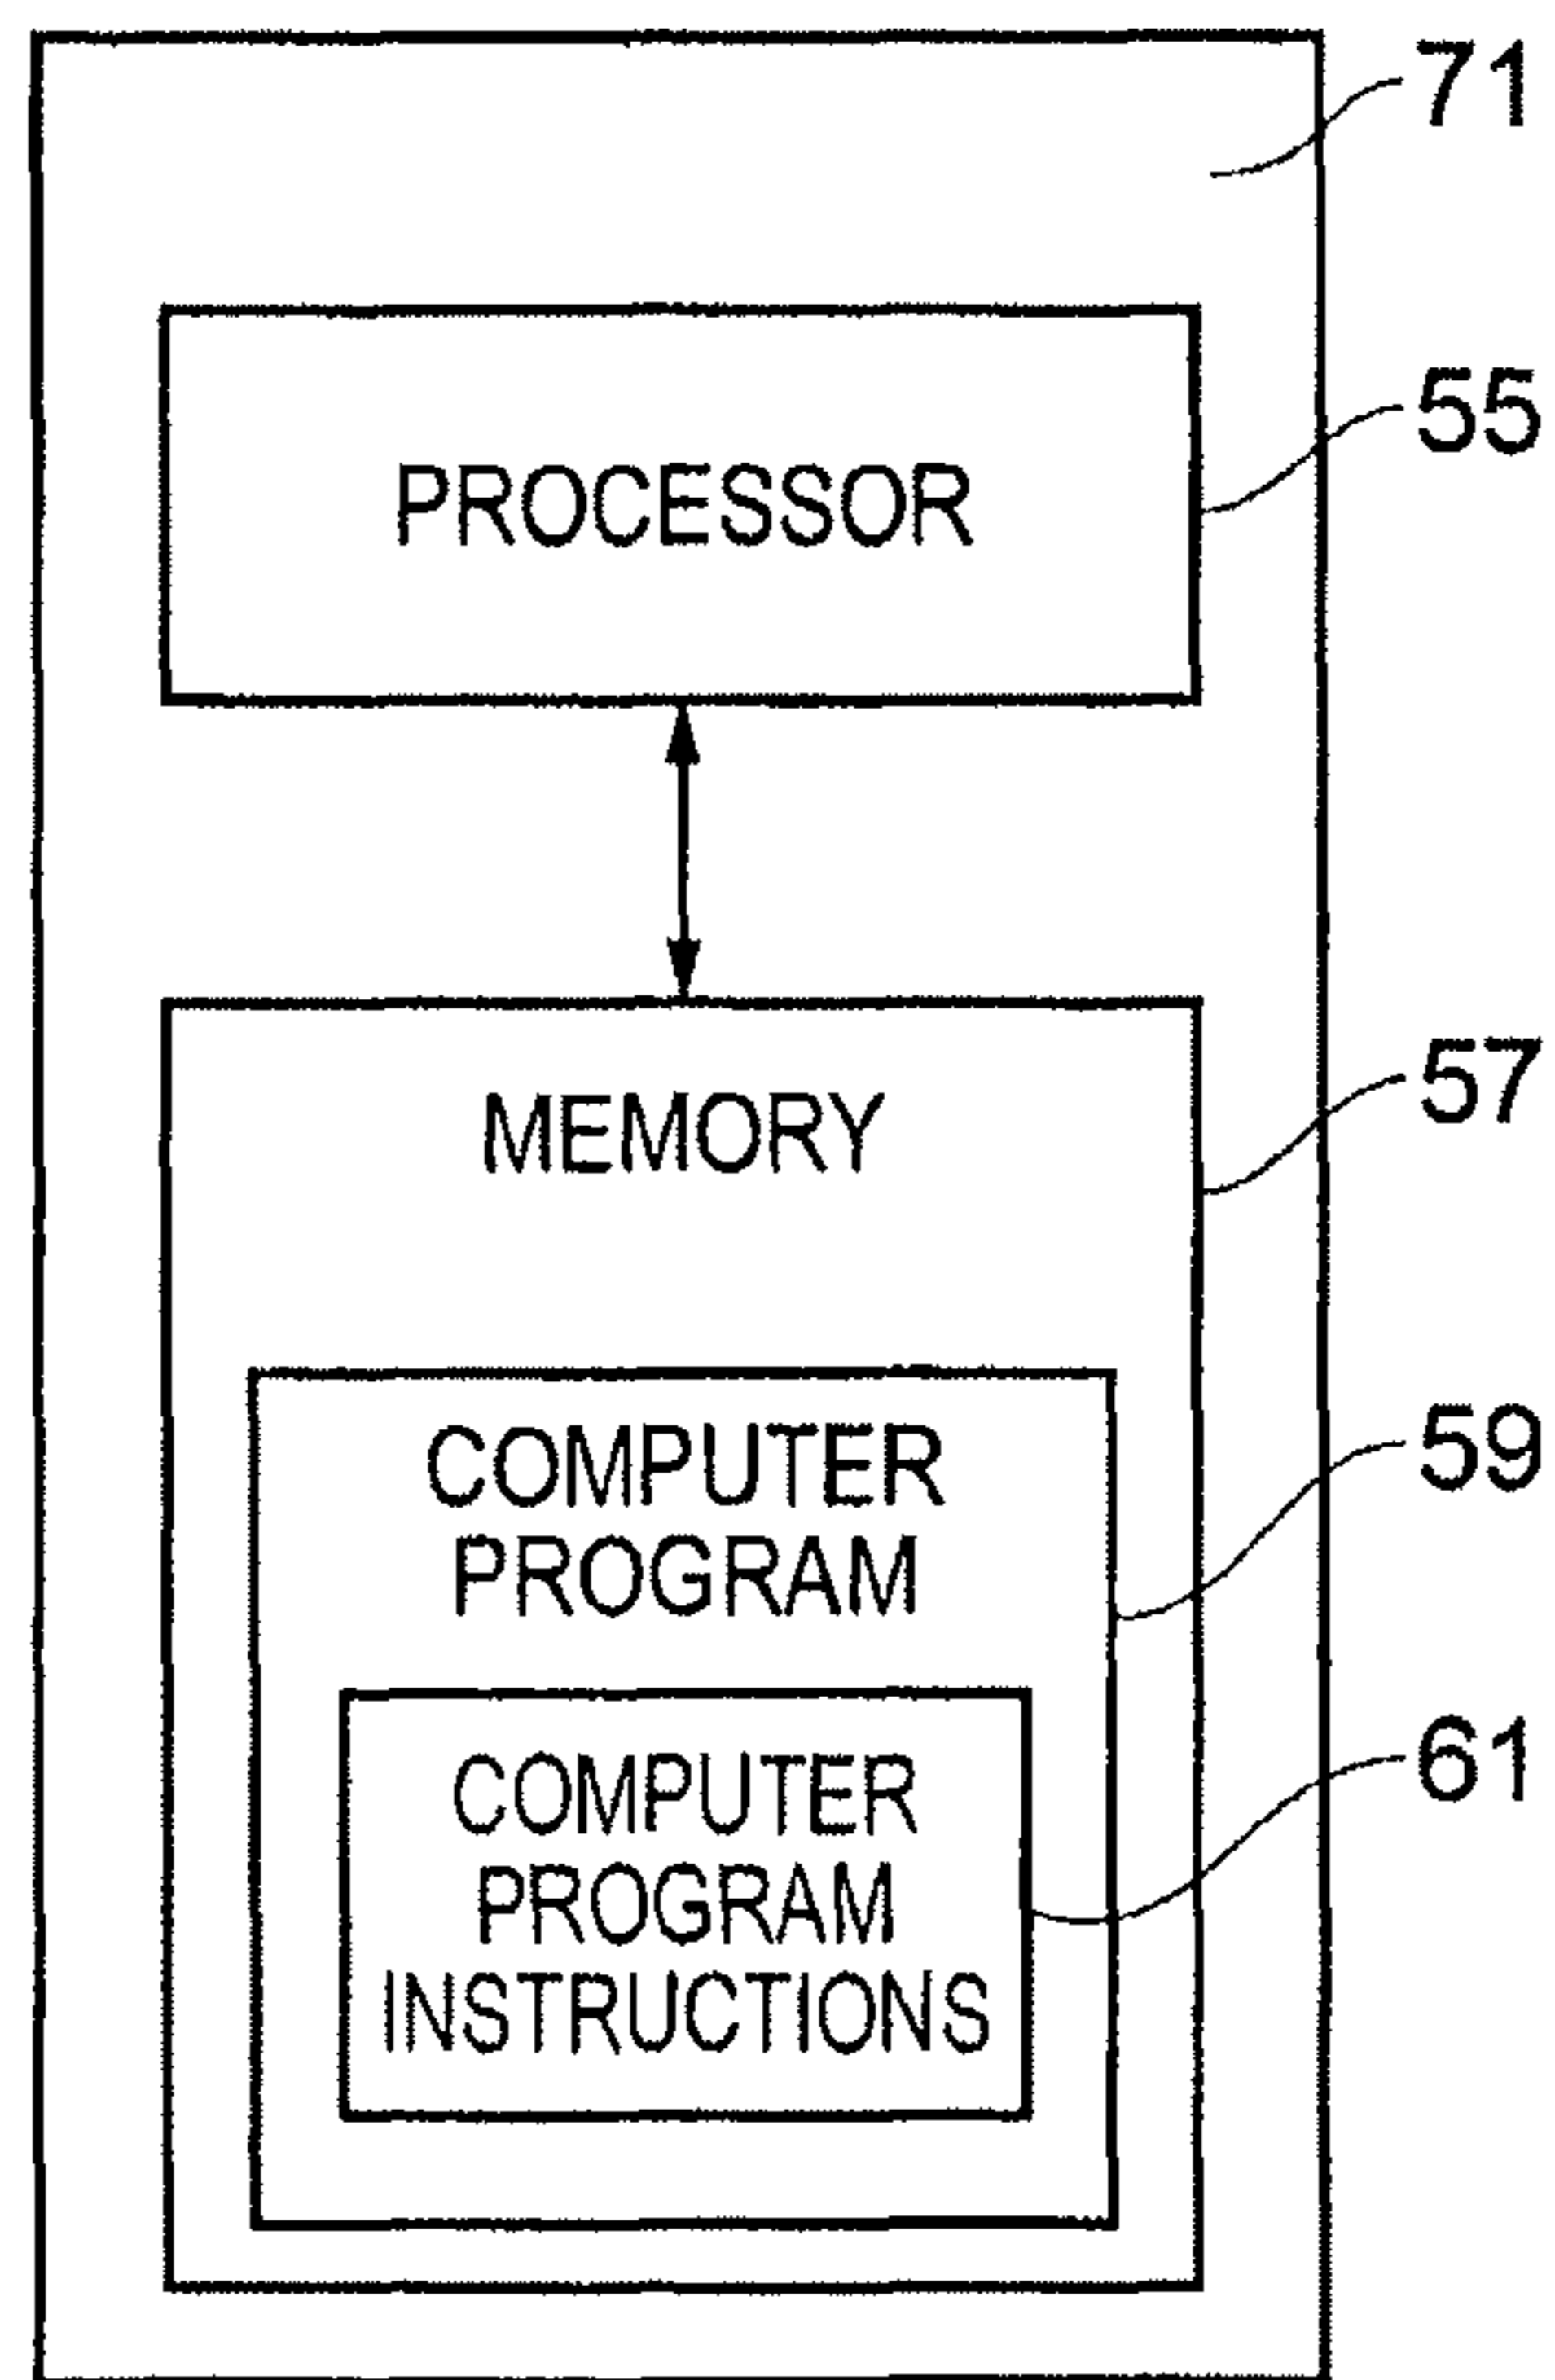 71
55
PROCESSOR
57
MEMORY
59
COMPUTER
PROGRAM
61
COMPUTER
PROGRAM
INSTRUCTIONS